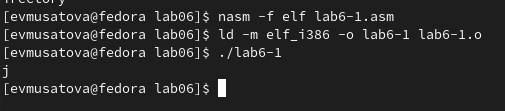 [evmusatova@fedora lab06]$ nasm -f elf lab6-1.asm
[evmusatova@fedora lab06]$ ld -m elf_i386 -o lab6-1 lab6-1.o
[evmusatova@fedora lab06]$ ./lab6-1
j
[evmusatova@fedora lab06]$